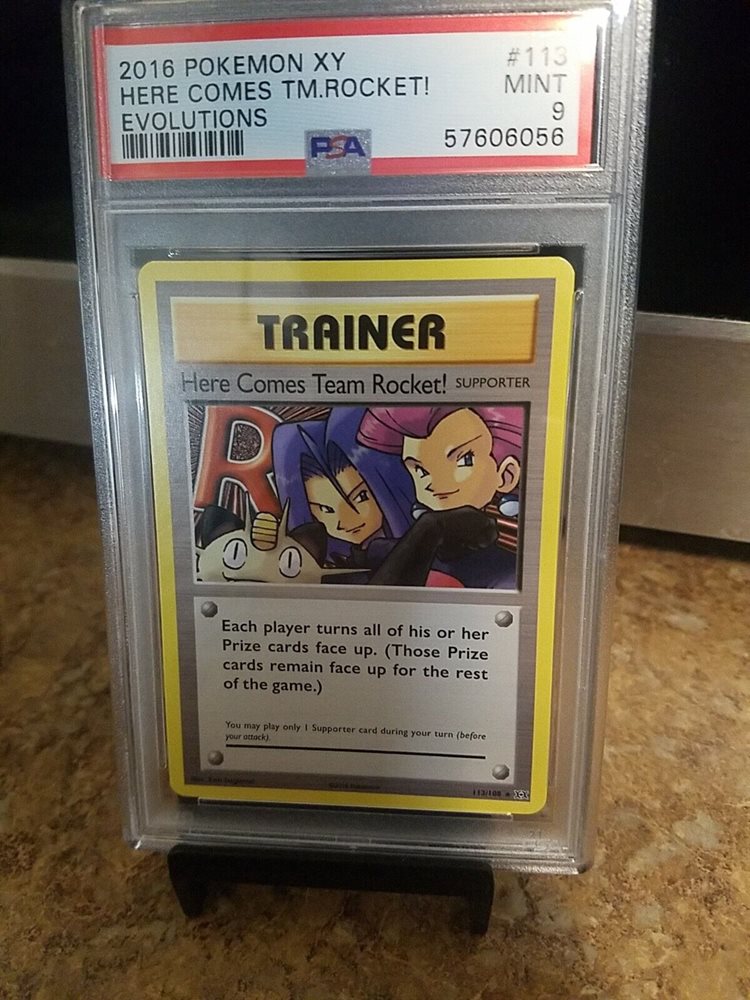 2016 POKEMON XY #113
HERE COMES TM.ROCKET! MINT
EVOLUTIONS 9
PSA 57606056
TRAINER
Here Comes Team Rocket! SUPPORTER
R
Each player turns all of his or her
Prize cards face up. (Those Prize
cards remain face up for the rest
of the game.)
You may play only 1 Supporter card during your turn (before
your attack).
113/108 ★